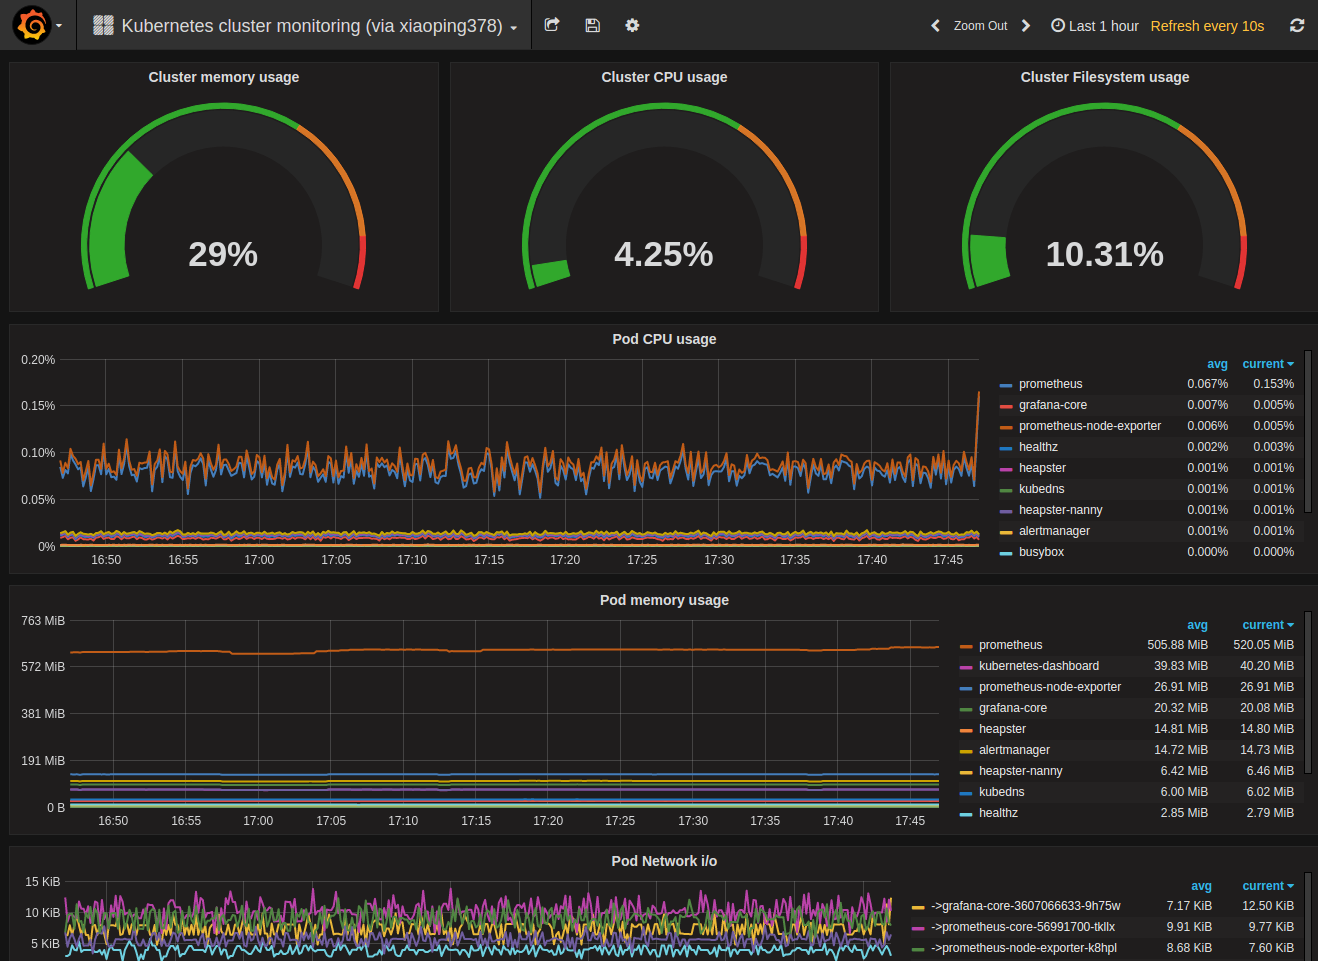 Kubernetes cluster monitoring (via xiaoping378)
Zoom Out
Last 1 hour Refresh every 10s
Cluster memory usage
29%
Cluster CPU usage
4.25%
Cluster Filesystem usage
10.31%
Pod CPU usage
0.20%
0.15%
0.10%
0.05%
0%
16:50 16:55 17:00 17:05 17:10 17:15 17:20 17:25 17:30 17:35 17:40 17:45
avg current
prometheus 0.067% 0.153%
grafana-core 0.007% 0.005%
prometheus-node-exporter 0.006% 0.005%
healthz 0.002% 0.003%
heapster 0.001% 0.001%
kubedns 0.001% 0.001%
heapster-nanny 0.001% 0.001%
alertmanager 0.001% 0.001%
busybox 0.000% 0.000%
Pod memory usage
763 MiB
572 MiB
381 MiB
191 MiB
0 B
16:50 16:55 17:00 17:05 17:10 17:15 17:20 17:25 17:30 17:35 17:40 17:45
avg current
prometheus 505.88 MiB 520.05 MiB
kubernetes-dashboard 39.83 MiB 40.20 MiB
prometheus-node-exporter 26.91 MiB 26.91 MiB
grafana-core 20.32 MiB 20.08 MiB
heapster 14.81 MiB 14.80 MiB
alertmanager 14.72 MiB 14.73 MiB
heapster-nanny 6.42 MiB 6.46 MiB
kubedns 6.00 MiB 6.02 MiB
healthz 2.85 MiB 2.79 MiB
Pod Network i/o
15 KiB
10 KiB
5 KiB
avg current
->grafana-core-3607066633-9h75w 7.17 KiB 12.50 KiB
->prometheus-core-56991700-tkllx 9.91 KiB 9.77 KiB
->prometheus-node-exporter-k8hpl 8.68 KiB 7.60 KiB